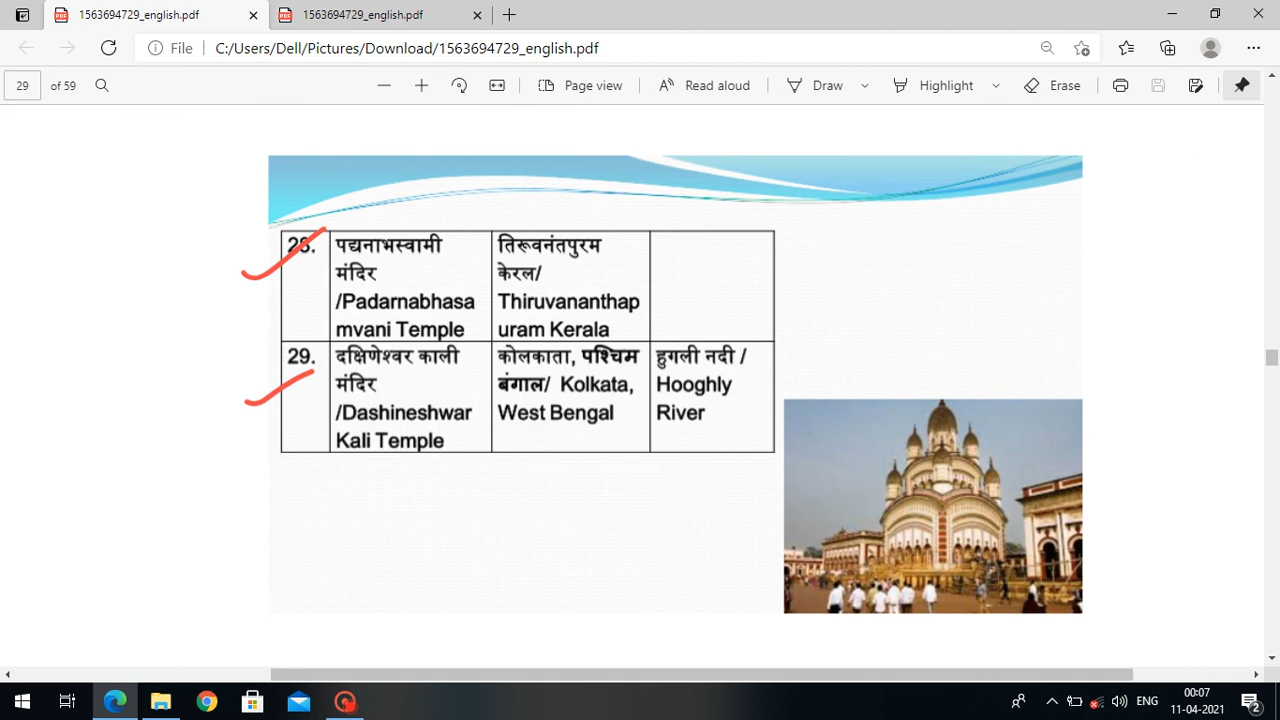 1563694729_english.pdf
1563694729_english.pdf
File
C:/Users/Dell/Pictures/Download/1563694729_english.pdf
29 of 59
Page view
Read aloud
Draw
Highlight
Erase
28.
पद्यनाभस्वामी
मंदिर
/Padarnabhasa
mvani Temple
तिरूवनंतपुरम
केरल/
Thiruvananthap
uram Kerala
29.
दक्षिणेश्वर काली
मंदिर
/Dashineshwar
Kali Temple
कोलकाता, पश्चिम
बंगाल/ Kolkata,
West Bengal
हुगली नदी /
Hooghly
River
ENG
00:07
11-04-2021
2